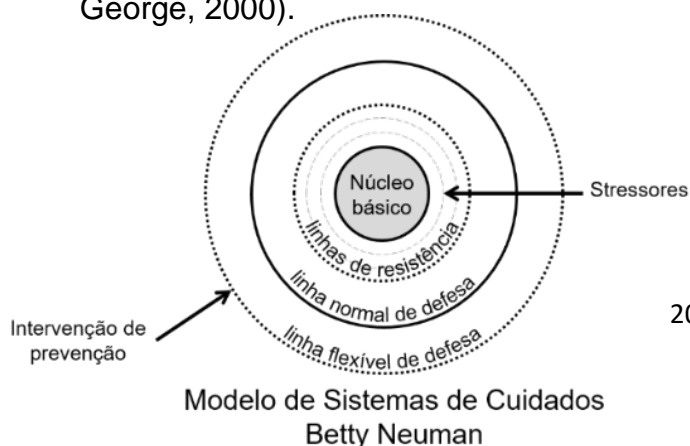 George, 2000).
Núcleo
básico
Stressores
linhas de resistência
linha normal de defesa
linha flexível de defesa
Intervenção de
prevenção
20
Modelo de Sistemas de Cuidados
Betty Neuman